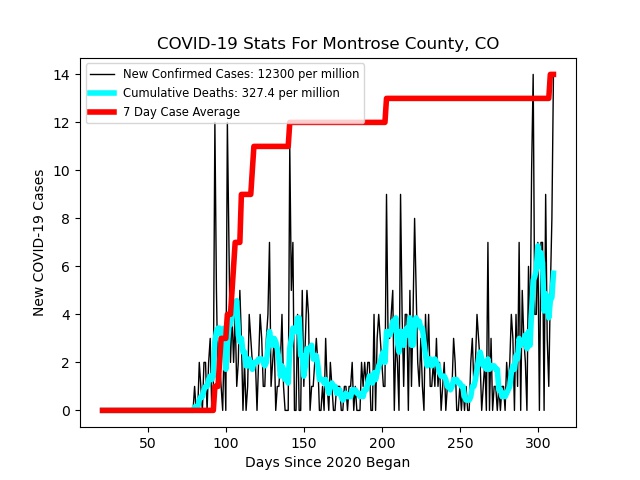 COVID-19 Stats For Montrose County, CO
New Confirmed Cases: 12300 per million
Cumulative Deaths: 327.4 per million
7 Day Case Average
New COVID-19 Cases
14
12
10
8
6
4
2
0
50
100
150
200
250
300
Days Since 2020 Began